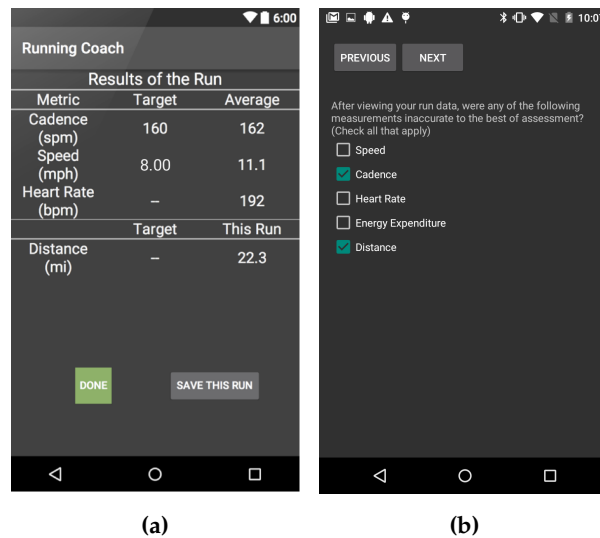 6:00
Running Coach
Results of the Run
Metric Target Average
Cadence (spm) 160 162
Speed (mph) 8.00 11.1
Heart Rate (bpm) -- 192
Target This Run
Distance (mi) -- 22.3
DONE SAVE THIS RUN
(a)
10:07
PREVIOUS NEXT
After viewing your run data, were any of the following
measurements inaccurate to the best of assessment?
(Check all that apply)
Speed
Cadence
Heart Rate
Energy Expenditure
Distance
(b)